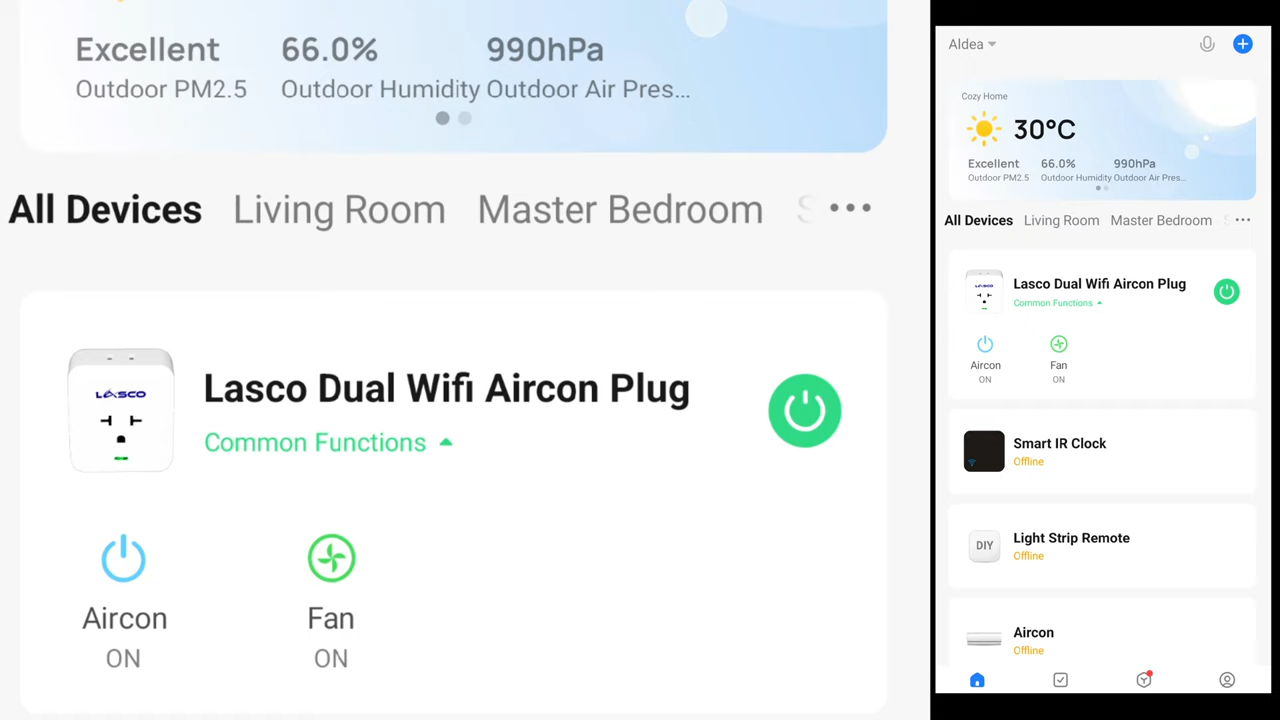 Excellent 66.0% 990hPa
Outdoor PM2.5 Outdoor Humidity Outdoor Air Pres...
All Devices Living Room Master Bedroom S
LASCO
Lasco Dual Wifi Aircon Plug
Common Functions
Aircon Fan
ON ON
Aldea
Cozy Home
30°C
Excellent 66.0% 990hPa
Outdoor PM2.5 Outdoor Humidity Outdoor Air Pres...
All Devices Living Room Master Bedroom S
LASCO
Lasco Dual Wifi Aircon Plug
Common Functions
Aircon Fan
ON ON
Smart IR Clock
Offline
DIY
Light Strip Remote
Offline
Aircon
Offline